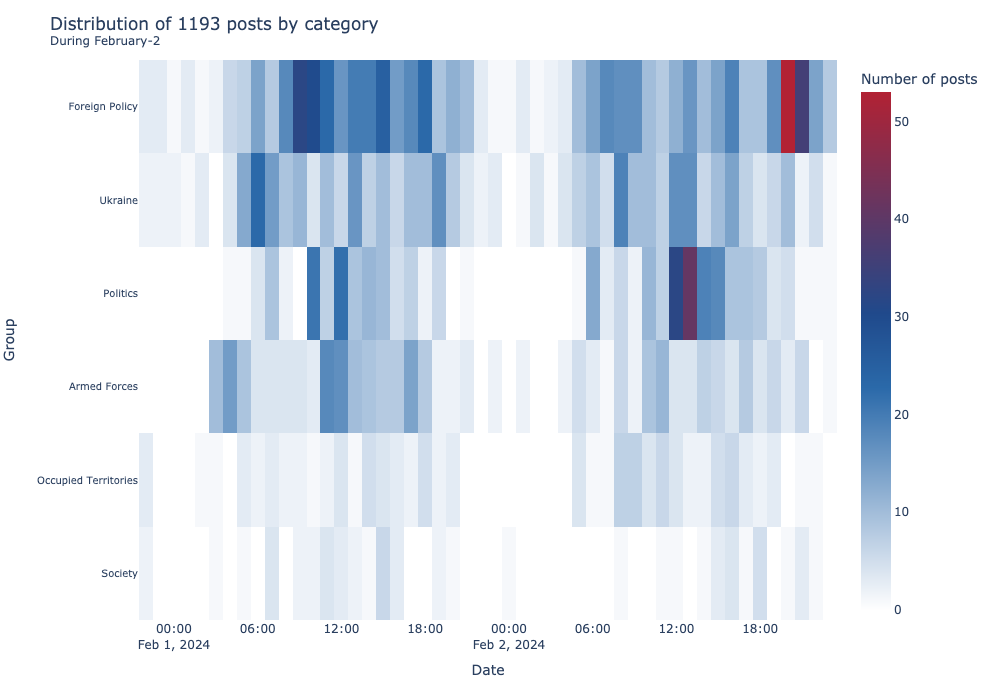 Distribution of 1193 posts by category
During February-2
Number of posts
50
40
30
20
10
0
Group
Foreign Policy
Ukraine
Politics
Armed Forces
Occupied Territories
Society
00:00
Feb 1, 2024
06:00
12:00
18:00
00:00
Feb 2, 2024
06:00
12:00
18:00
Date